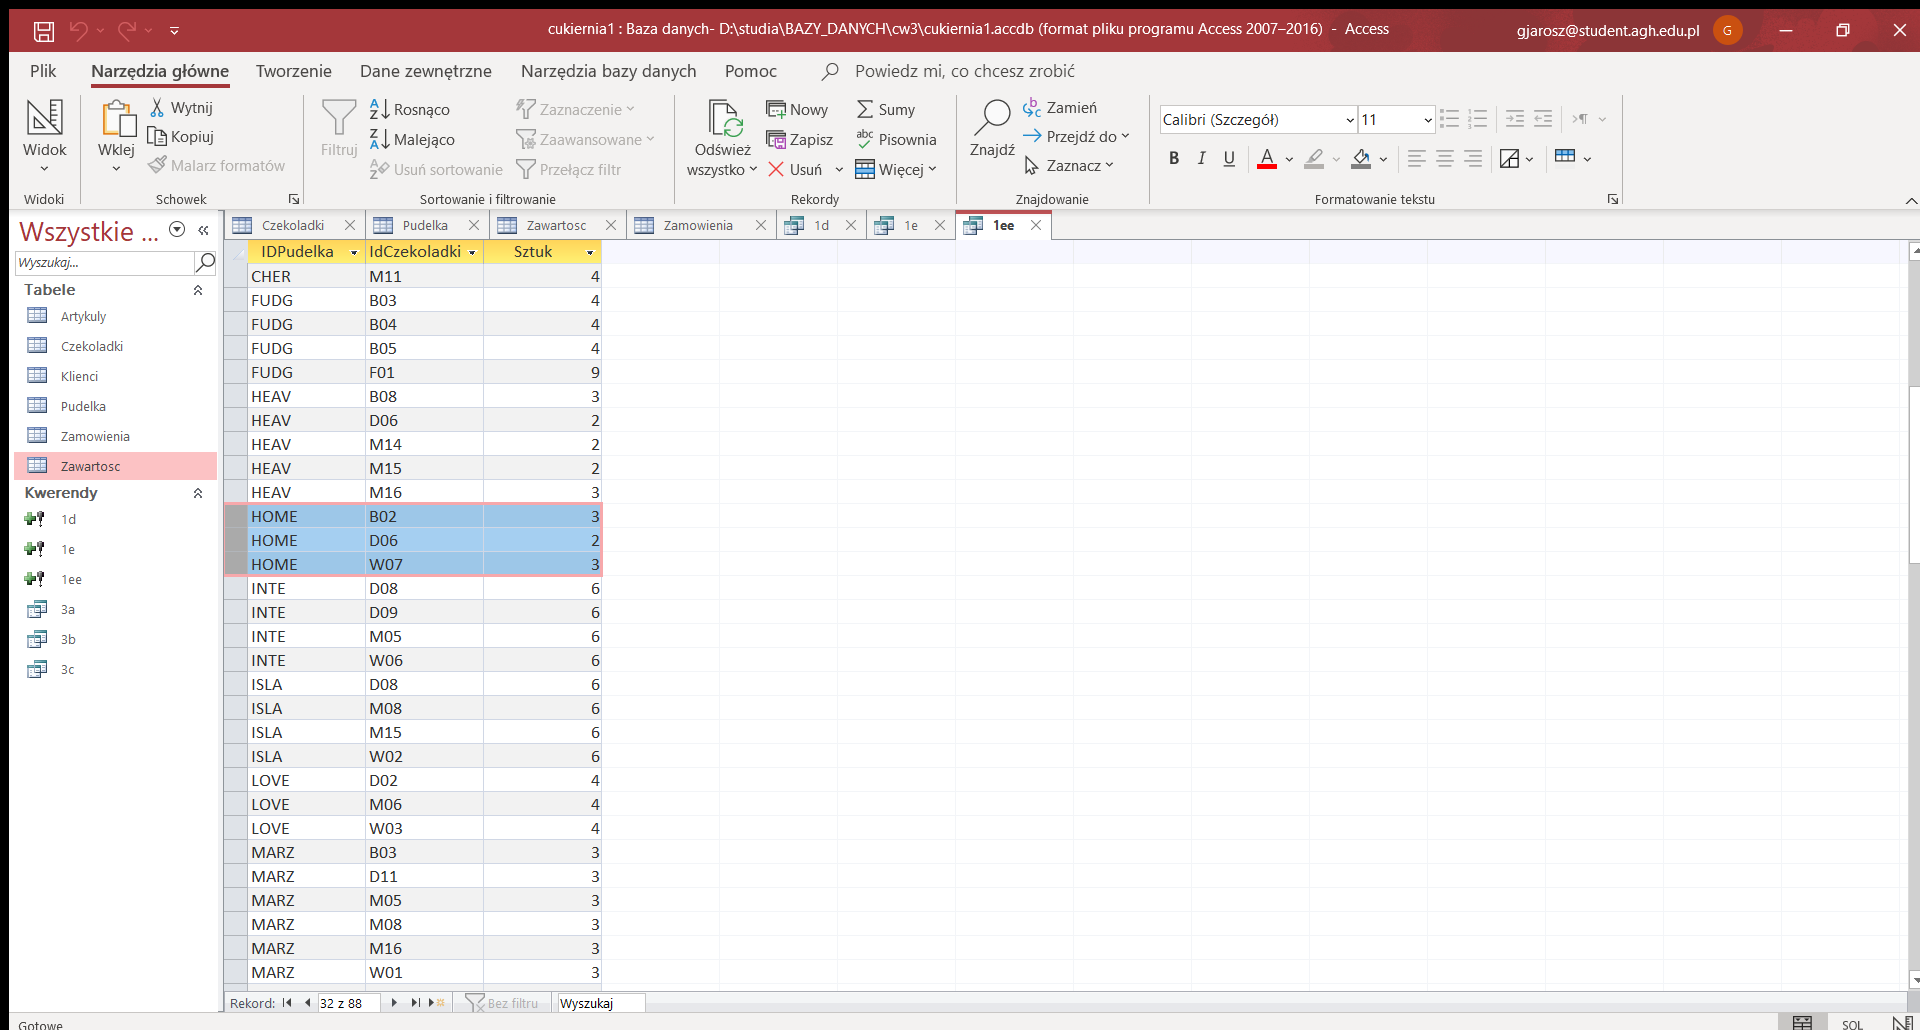 cukiernia1 : Baza danych- D:\studia\BAZY_DANYCH\cw3\cukiernia1.accdb (format pliku programu Access 2007–2016) - Access
gjarosz@student.agh.edu.pl G
Plik Narzędzia główne Tworzenie Dane zewnętrzne Narzędzia bazy danych Pomoc Powiedz mi, co chcesz zrobić
Widok
Widoki
Wklej
Wytnij
Kopiuj
Malarz formatów
Schowek
Filtruj
Rosnąco
Malejąco
Usuń sortowanie
Zaznaczenie
Zaawansowane
Przełącz filtr
Sortowanie i filtrowanie
Odśwież
wszystko
Nowy
Zapisz
Usuń
Sumy
Pisownia
Więcej
Rekordy
Znajdź
Zamień
Przejdź do
Zaznacz
Znajdowanie
Calibri (Szczegół) 11
B I U A
Formatowanie tekstu
Wszystkie ...
Wyszukaj...
Tabele
Artykuly
Czekoladki
Klienci
Pudelka
Zamowienia
Zawartosc
Kwerendy
1d
1e
1ee
3a
3b
3c
Czekoladki Pudelka Zawartosc Zamowienia 1d 1e 1ee
IDPudelka IdCzekoladki Sztuk
CHER M11 4
FUDG B03 4
FUDG B04 4
FUDG B05 4
FUDG F01 9
HEAV B08 3
HEAV D06 2
HEAV M14 2
HEAV M15 2
HEAV M16 3
HOME B02 3
HOME D06 2
HOME W07 3
INTE D08 6
INTE D09 6
INTE M05 6
INTE W06 6
ISLA D08 6
ISLA M08 6
ISLA M15 6
ISLA W02 6
LOVE D02 4
LOVE M06 4
LOVE W03 4
MARZ B03 3
MARZ D11 3
MARZ M05 3
MARZ M08 3
MARZ M16 3
MARZ W01 3
Rekord: 32 z 88 Bez filtru Wyszukaj
Gotowe SQL